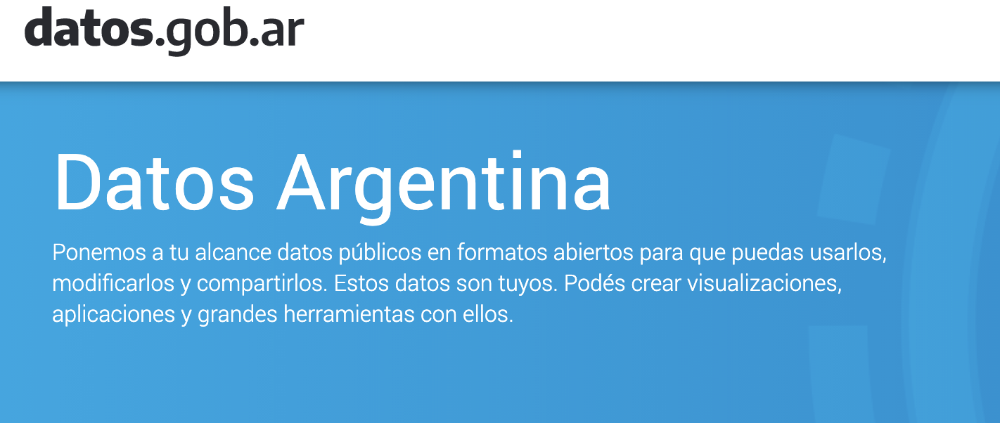 datos.gob.ar
Datos Argentina
Ponemos a tu alcance datos públicos en formatos abiertos para que puedas usarlos,
modificarlos y compartirlos. Estos datos son tuyos. Podés crear visualizaciones,
aplicaciones y grandes herramientas con ellos.